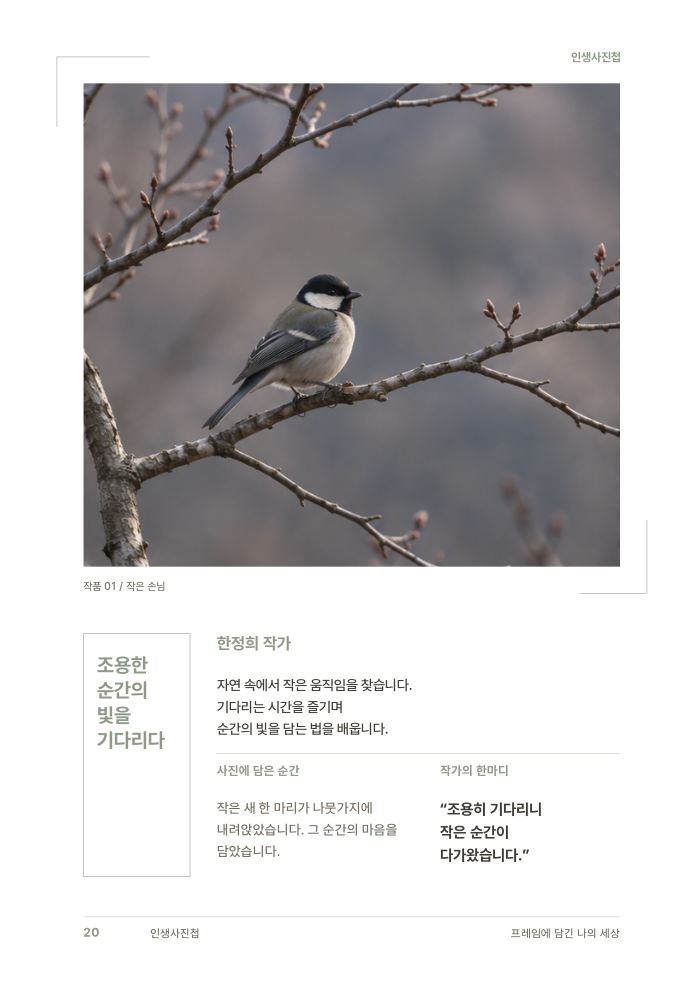 인생사진첩
작품 01 / 작은 손님
조용한
순간의
빛을
기다리다
한정희 작가
자연 속에서 작은 움직임을 찾습니다.
기다리는 시간을 즐기며
순간의 빛을 담는 법을 배웁니다.
사진에 담은 순간
작은 새 한 마리가 나뭇가지에
내려앉았습니다. 그 순간의 마음을
담았습니다.
작가의 한마디
“조용히 기다리니
작은 순간이
다가왔습니다.”
20 인생사진첩 프레임에 담긴 나의 세상